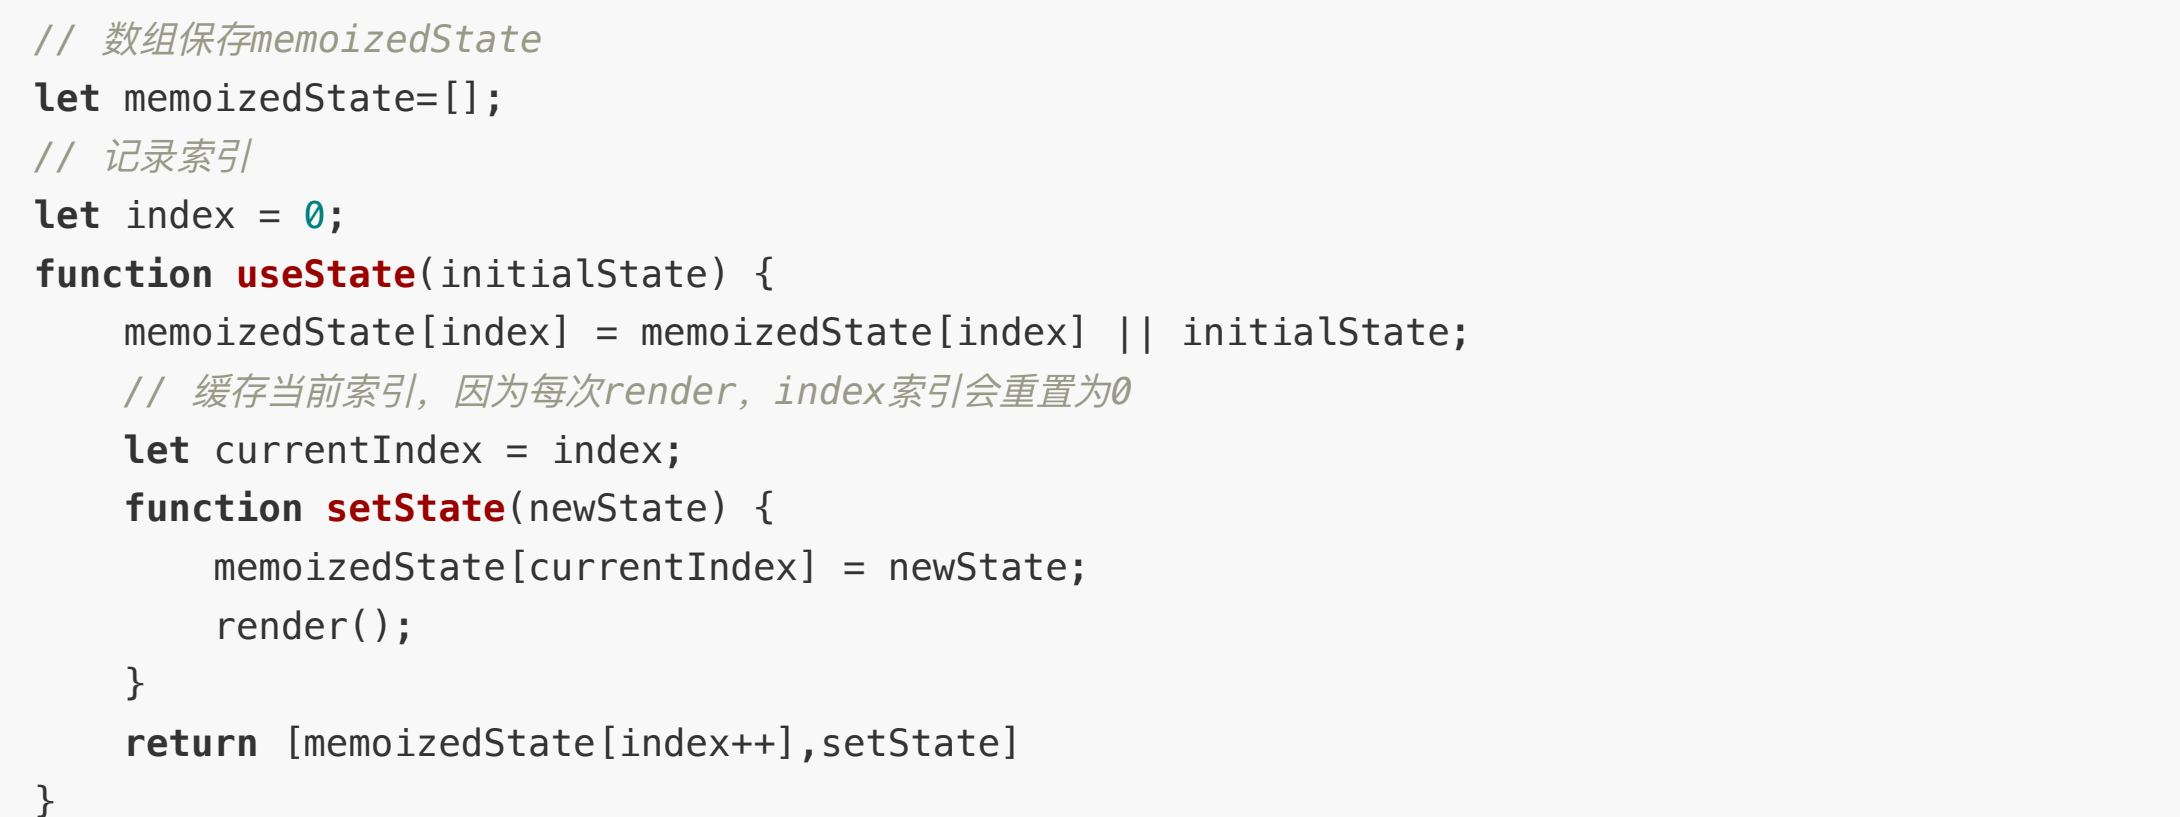 // 数组保存memoizedState
let memoizedState=[];
// 记录索引
let index = 0;
function useState(initialState) {
    memoizedState[index] = memoizedState[index] || initialState;
    // 缓存当前索引，因为每次render，index索引会重置为0
    let currentIndex = index;
    function setState(newState) {
        memoizedState[currentIndex] = newState;
        render();
    }
    return [memoizedState[index++],setState]
}